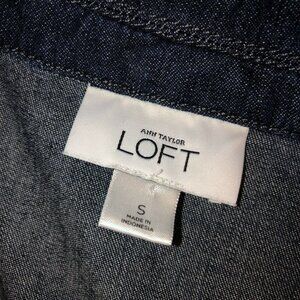 ANN TAYLOR
LOFT
S
MADE IN
INDONESIA